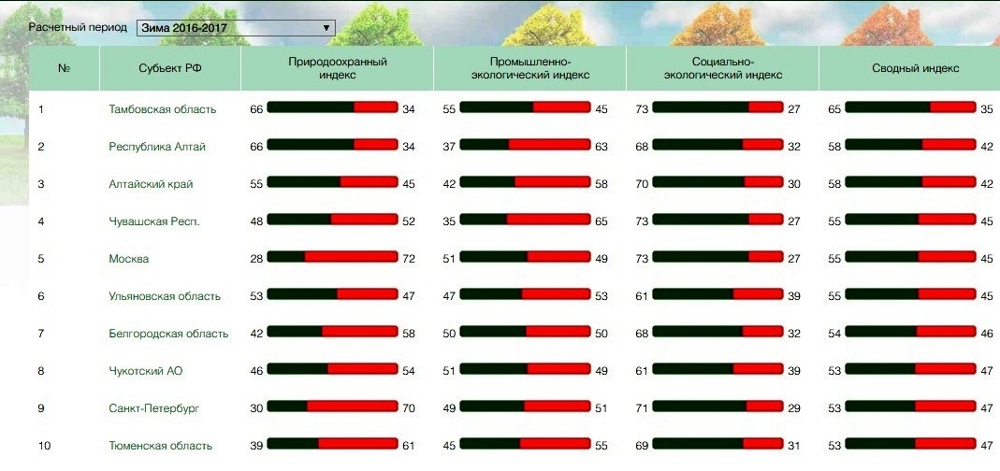 Расчетный период Зима 2016-2017 ▼
№ Субъект РФ Природоохранный индекс Промышленно-экологический индекс Социально-экологический индекс Сводный индекс
1 Тамбовская область 66 34 55 45 73 27 65 35
2 Республика Алтай 66 34 37 63 68 32 58 42
3 Алтайский край 55 45 42 58 70 30 58 42
4 Чувашская Респ. 48 52 35 65 73 27 55 45
5 Москва 28 72 51 49 73 27 55 45
6 Ульяновская область 53 47 47 53 61 39 55 45
7 Белгородская область 42 58 50 50 68 32 54 46
8 Чукотский АО 46 54 51 49 61 39 53 47
9 Санкт-Петербург 30 70 49 51 71 29 53 47
10 Тюменская область 39 61 45 55 69 31 53 47